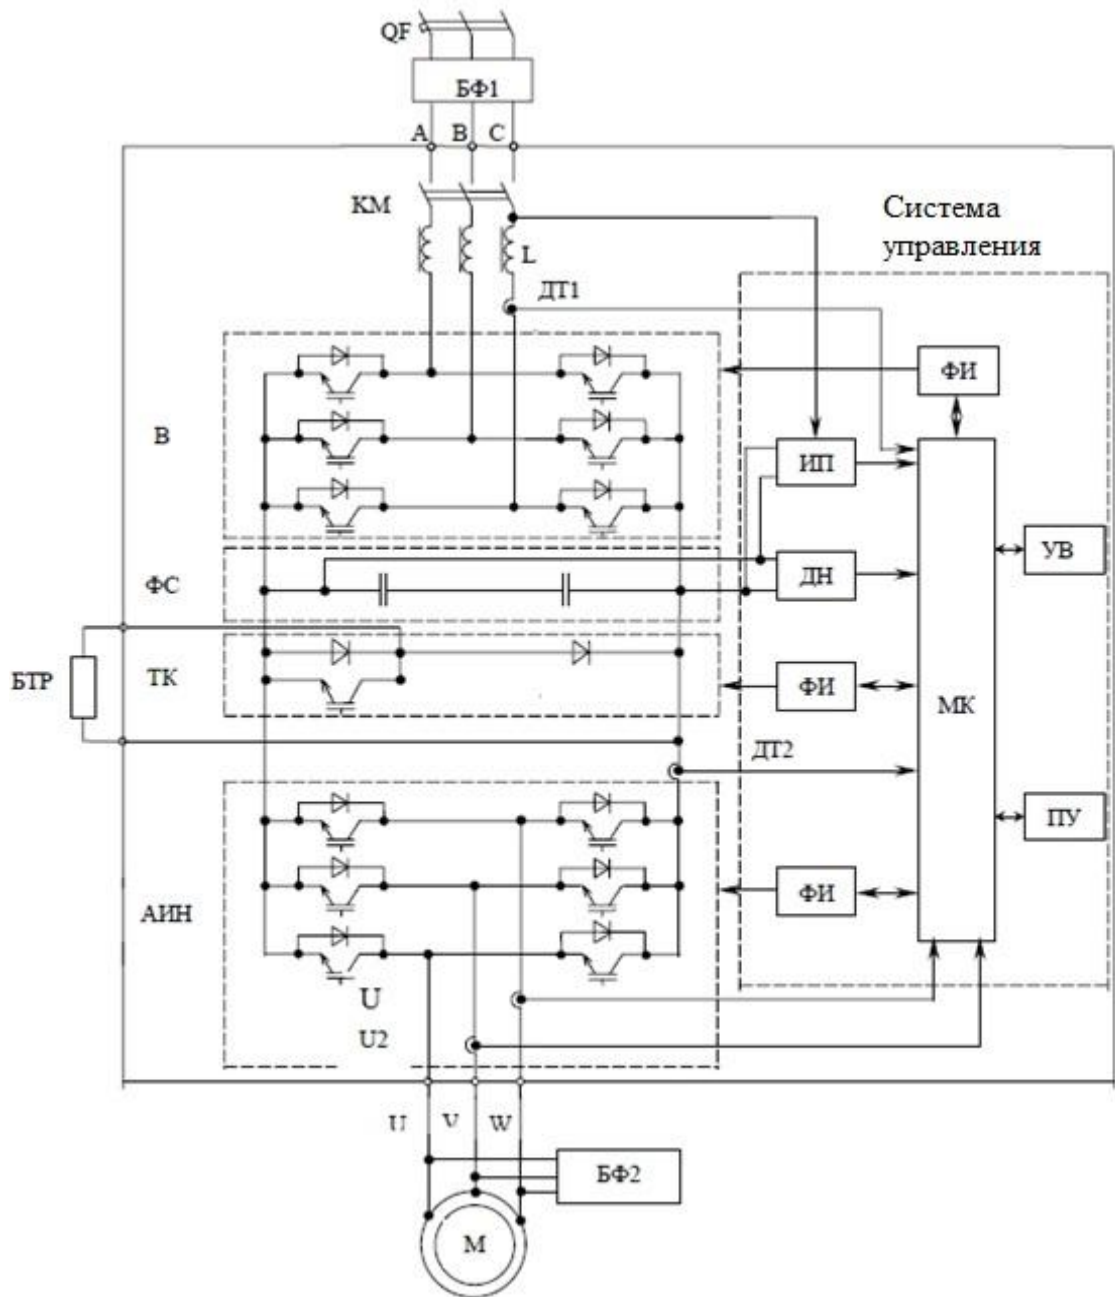 QF
БФ1
A B C
KM
Система
управления
L
ДТ1
ФИ
В
ИП
УВ
ДН
ФС
БТР
ТК
ФИ
МК
ДТ2
ПУ
ФИ
АИН
U
U2
U V W
БФ2
М